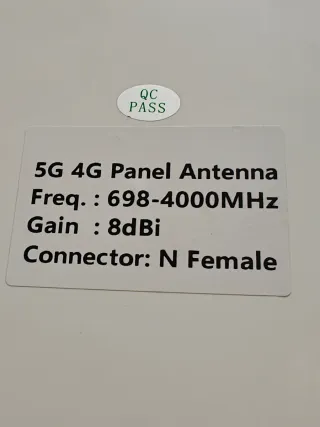 QC
PASS
5G 4G Panel Antenna
Freq. : 698-4000MHz
Gain : 8dBi
Connector: N Female